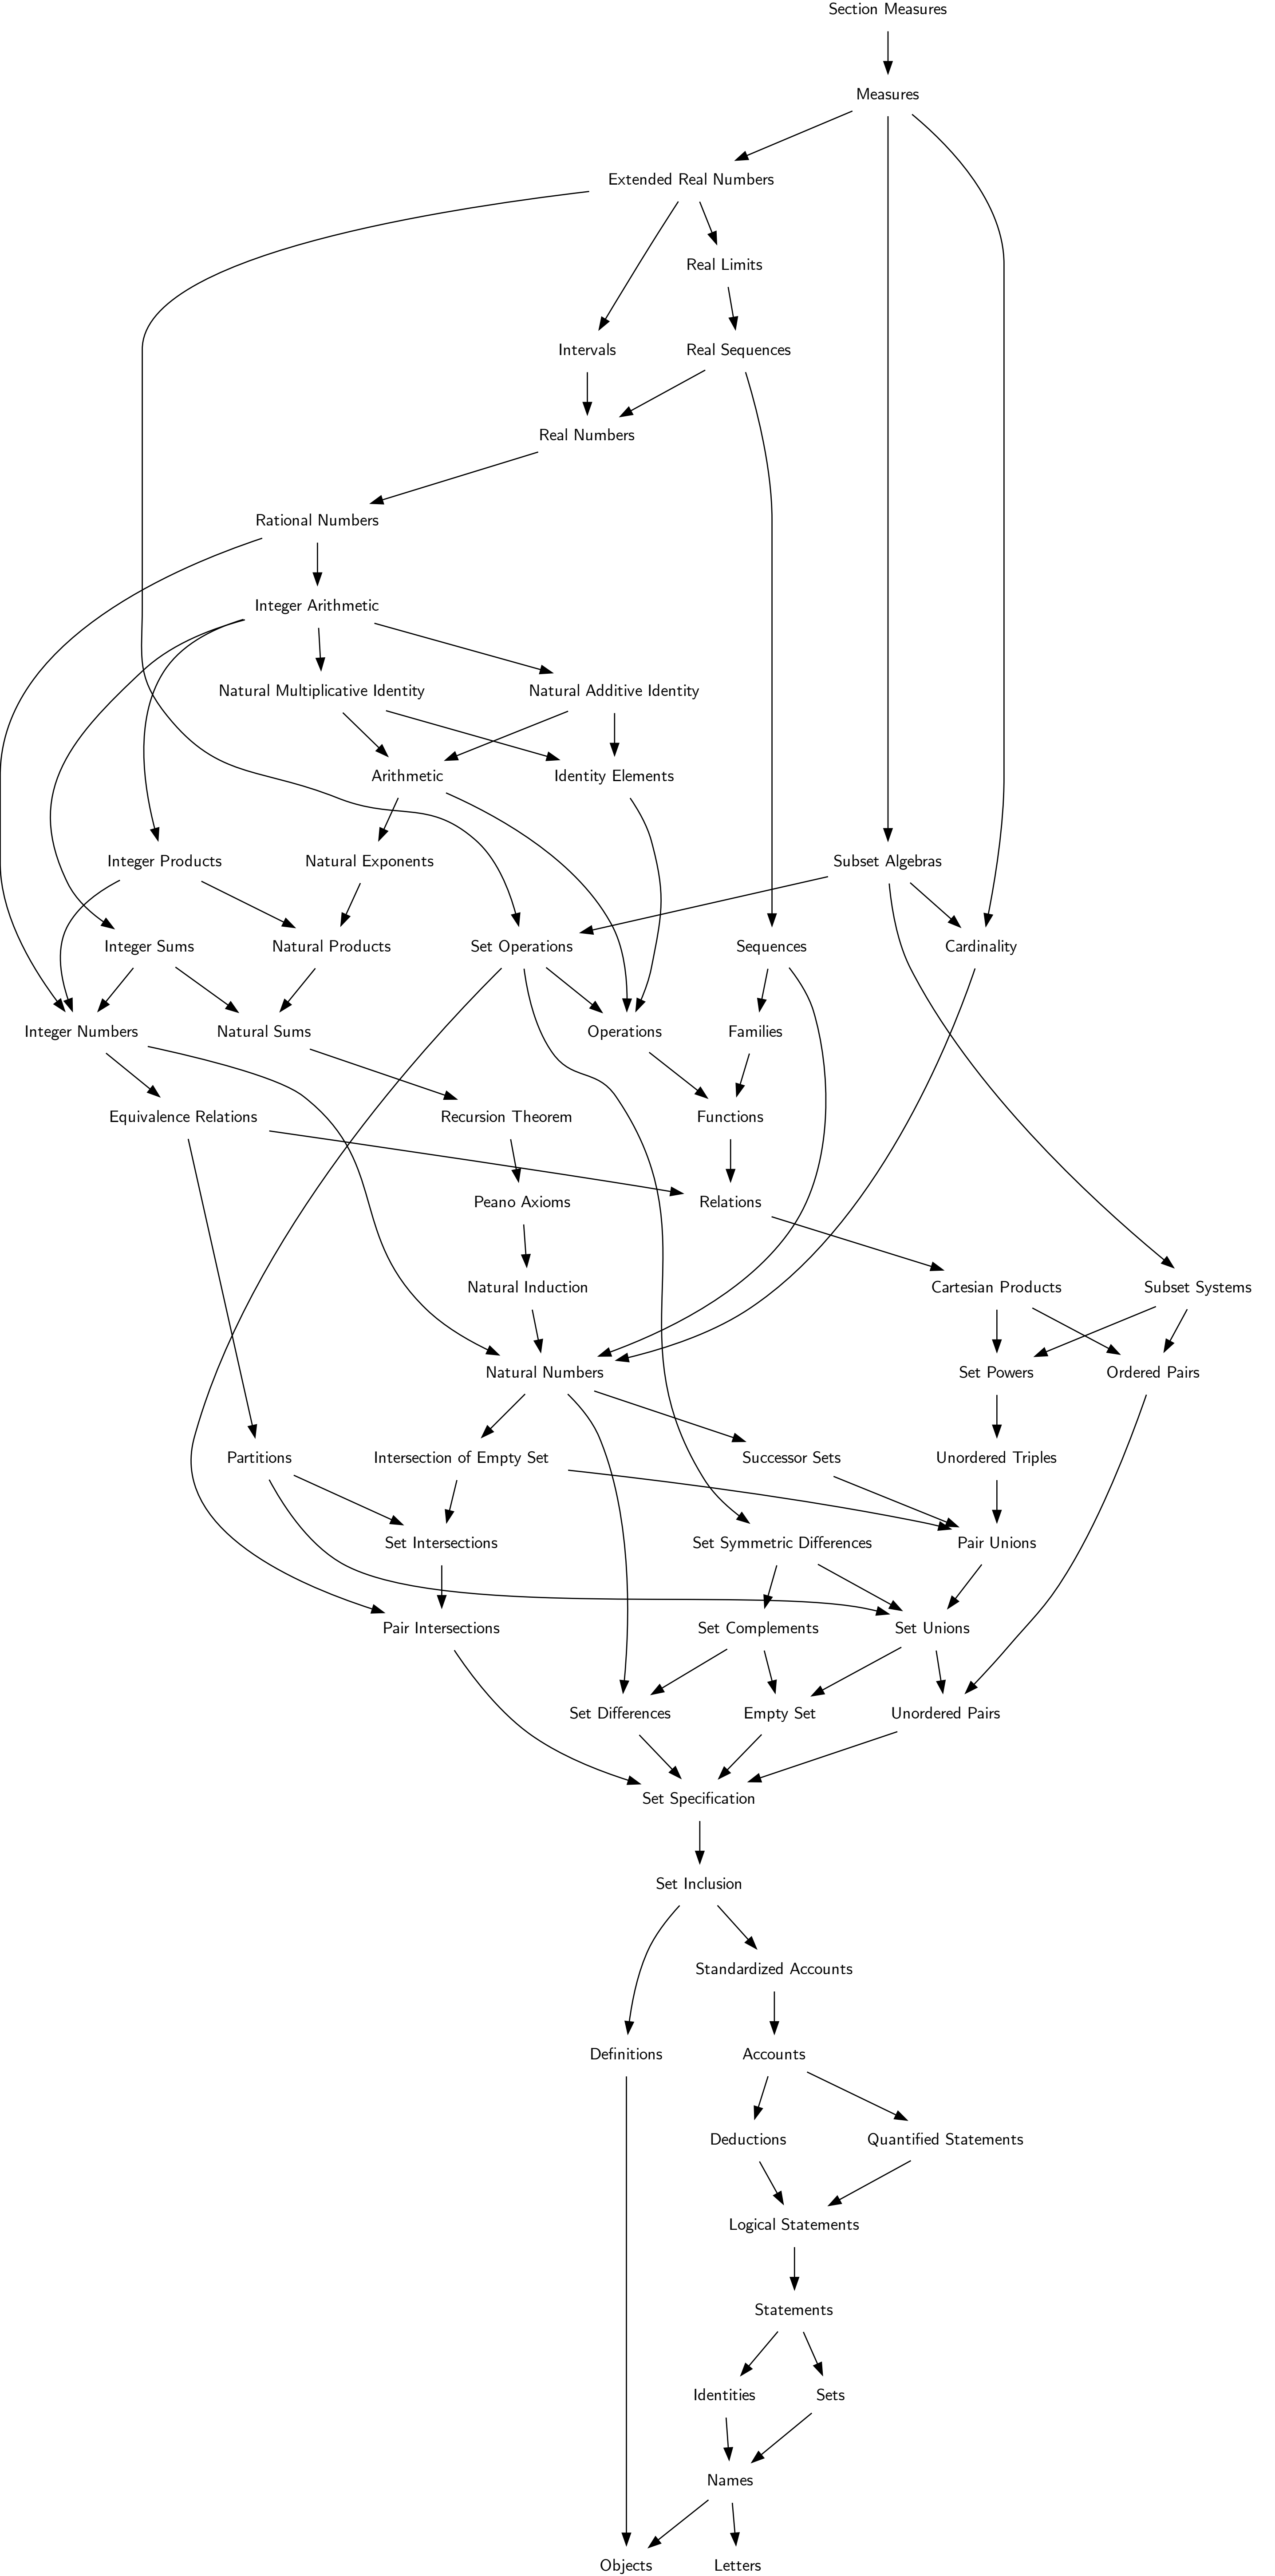 Section Measures
Measures
Extended Real Numbers
Real Limits
Intervals
Real Sequences
Real Numbers
Rational Numbers
Integer Arithmetic
Natural Multiplicative Identity
Natural Additive Identity
Arithmetic
Identity Elements
Integer Products
Natural Exponents
Subset Algebras
Integer Sums
Natural Products
Set Operations
Sequences
Cardinality
Integer Numbers
Natural Sums
Operations
Families
Equivalence Relations
Recursion Theorem
Functions
Peano Axioms
Relations
Natural Induction
Cartesian Products
Subset Systems
Natural Numbers
Set Powers
Ordered Pairs
Partitions
Intersection of Empty Set
Successor Sets
Unordered Triples
Set Intersections
Set Symmetric Differences
Pair Unions
Pair Intersections
Set Complements
Set Unions
Set Differences
Empty Set
Unordered Pairs
Set Specification
Set Inclusion
Standardized Accounts
Definitions
Accounts
Deductions
Quantified Statements
Logical Statements
Statements
Identities
Sets
Names
Objects
Letters